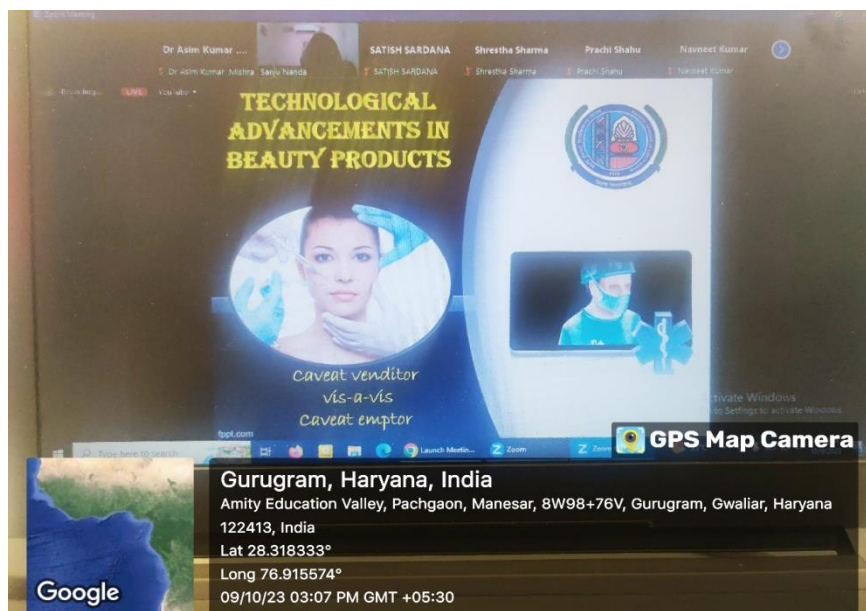 Zoom Meeting
Dr Asim Kumar ....
SATISH SARDANA
Shrestha Sharma
Prachi Shahu
Navneet Kumar
Dr Asim Kumar Mishra
Sanju Nanda
SATISH SARDANA
Shrestha Sharma
Prachi Shahu
Navneet Kumar
Recording...
LIVE
YouTube
TECHNOLOGICAL
ADVANCEMENTS IN
BEAUTY PRODUCTS
Caveat venditor
vis-a-vis
Caveat emptor
fppt.com
Activate Windows
to Settings to activate Windows.
Type here to search
Launch Meetin...
Zoom
GPS Map Camera
Gurugram, Haryana, India
Amity Education Valley, Pachgaon, Manesar, 8W98+76V, Gurugram, Gwaliar, Haryana
122413, India
Lat 28.318333°
Long 76.915574°
09/10/23 03:07 PM GMT +05:30
Google